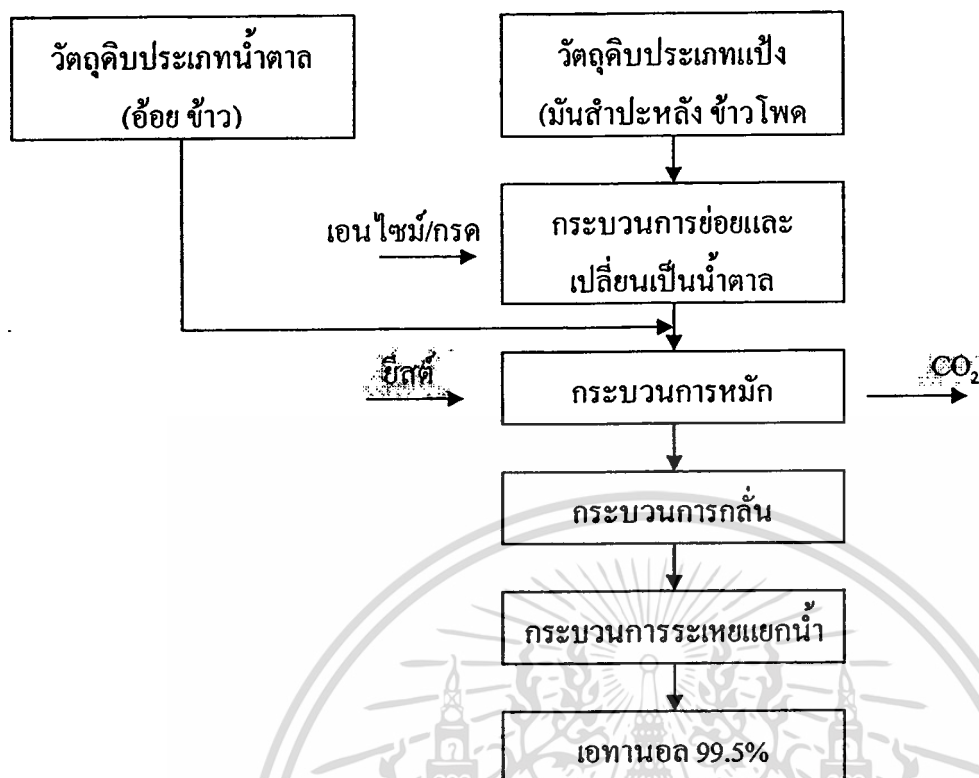 วัตถุดิบประเภทน้ำตาล
(อ้อย ข้าว)
วัตถุดิบประเภทแป้ง
(มันสำปะหลัง ข้าวโพด
เอนไซม์/กรด
กระบวนการย่อยและ
เปลี่ยนเป็นน้ำตาล
ยีสต์
กระบวนการหมัก
CO₂
กระบวนการกลั่น
กระบวนการระเหยแยกน้ำ
เอทานอล 99.5%